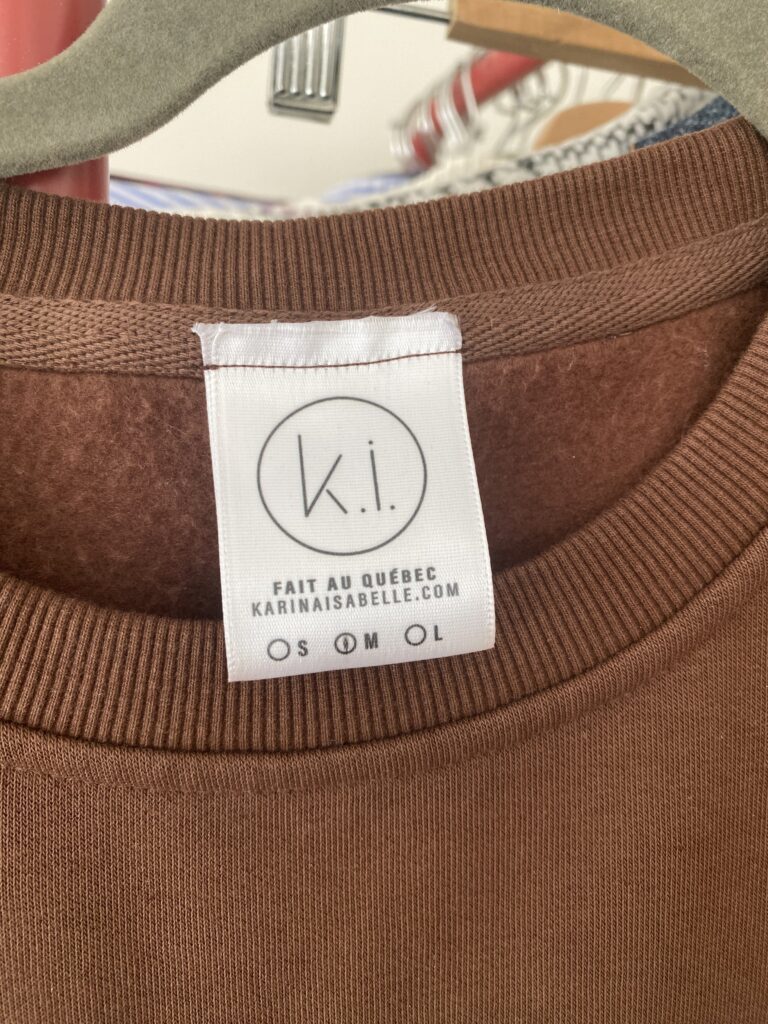 k.i.
FAIT AU QUÉBEC
KARINAISABELLE.COM
S M L